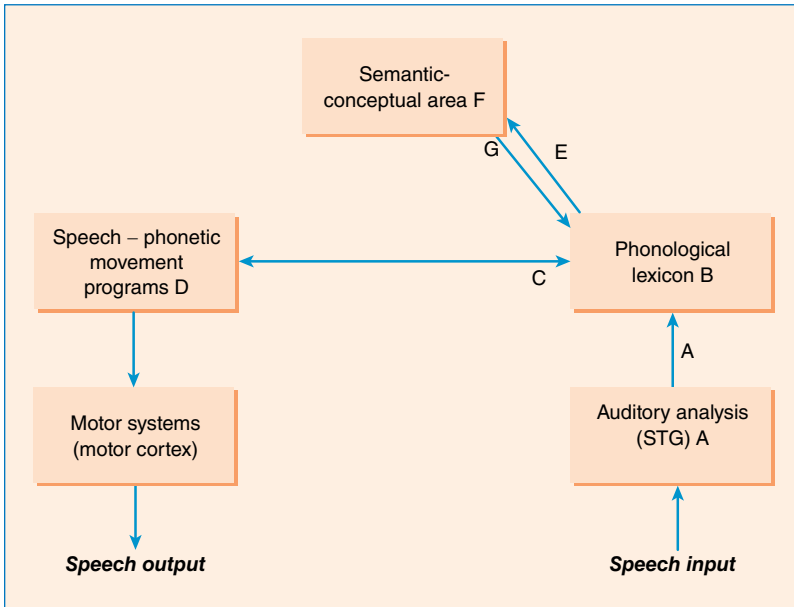 Semantic-
conceptual area F
G
E
Speech – phonetic
movement
programs D
Phonological
lexicon B
C
A
Motor systems
(motor cortex)
Auditory analysis
(STG) A
Speech output
Speech input